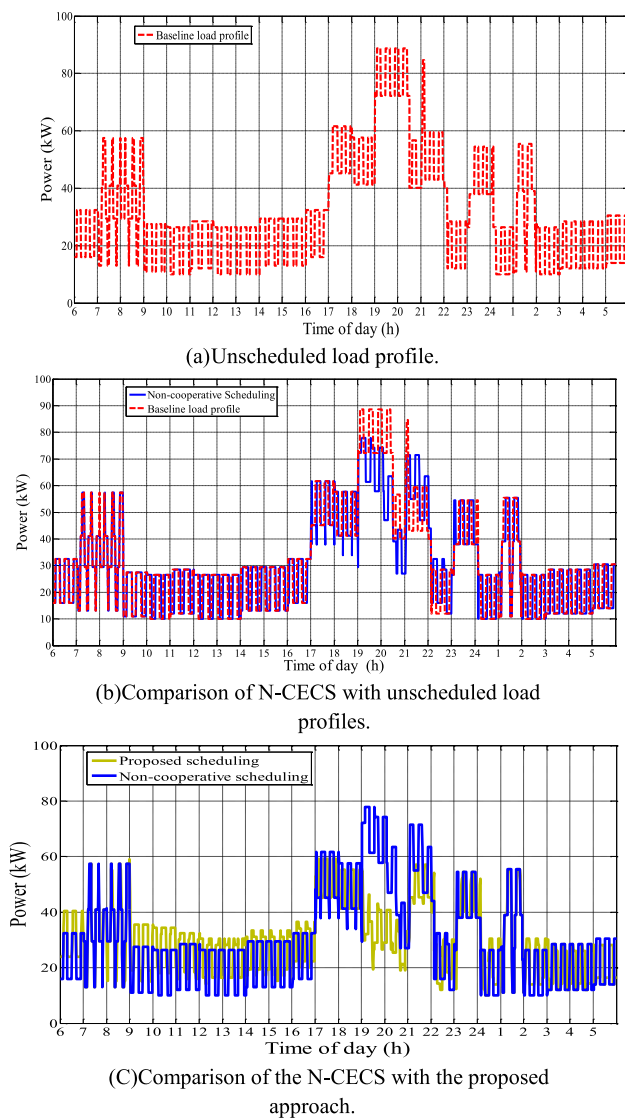 Baseline load profile
100
80
60
40
20
0
Power (kW)
6 7 8 9 10 11 12 13 14 15 16 17 18 19 20 21 22 23 24 1 2 3 4 5
Time of day (h)
(a)Unscheduled load profile.
Non-cooperative Scheduling
Baseline load profile
100
90
80
70
60
50
40
30
20
10
0
Power (kW)
6 7 8 9 10 11 12 13 14 15 16 17 18 19 20 21 22 23 24 1 2 3 4 5
Time of day (h)
(b)Comparison of N-CECS with unscheduled load
profiles.
Proposed scheduling
Non-cooperative scheduling
100
80
60
40
20
0
Power (kW)
6 7 8 9 10 11 12 13 14 15 16 17 18 19 20 21 22 23 24 1 2 3 4 5
Time of day (h)
(C)Comparison of the N-CECS with the proposed
approach.